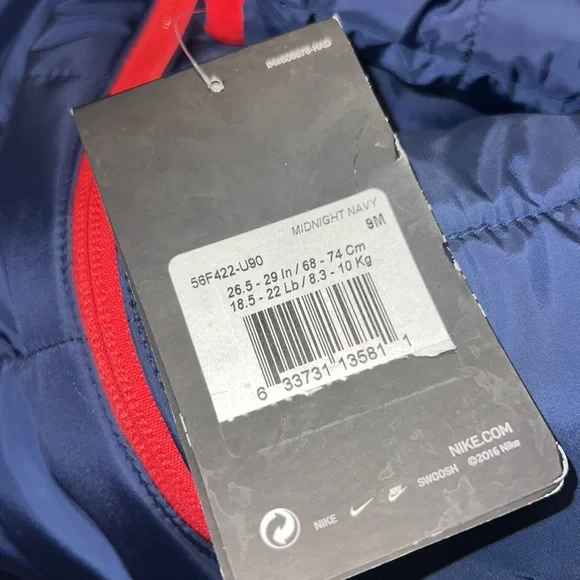 MIDNIGHT NAVY
56F422-U90
9M
26.5 - 29 In / 68 - 74 Cm
18.5 - 22 Lb / 8.3 - 10 Kg
6 33731 13581 1
NIKE.COM
NIKE SWOOSH ©2016 Nike